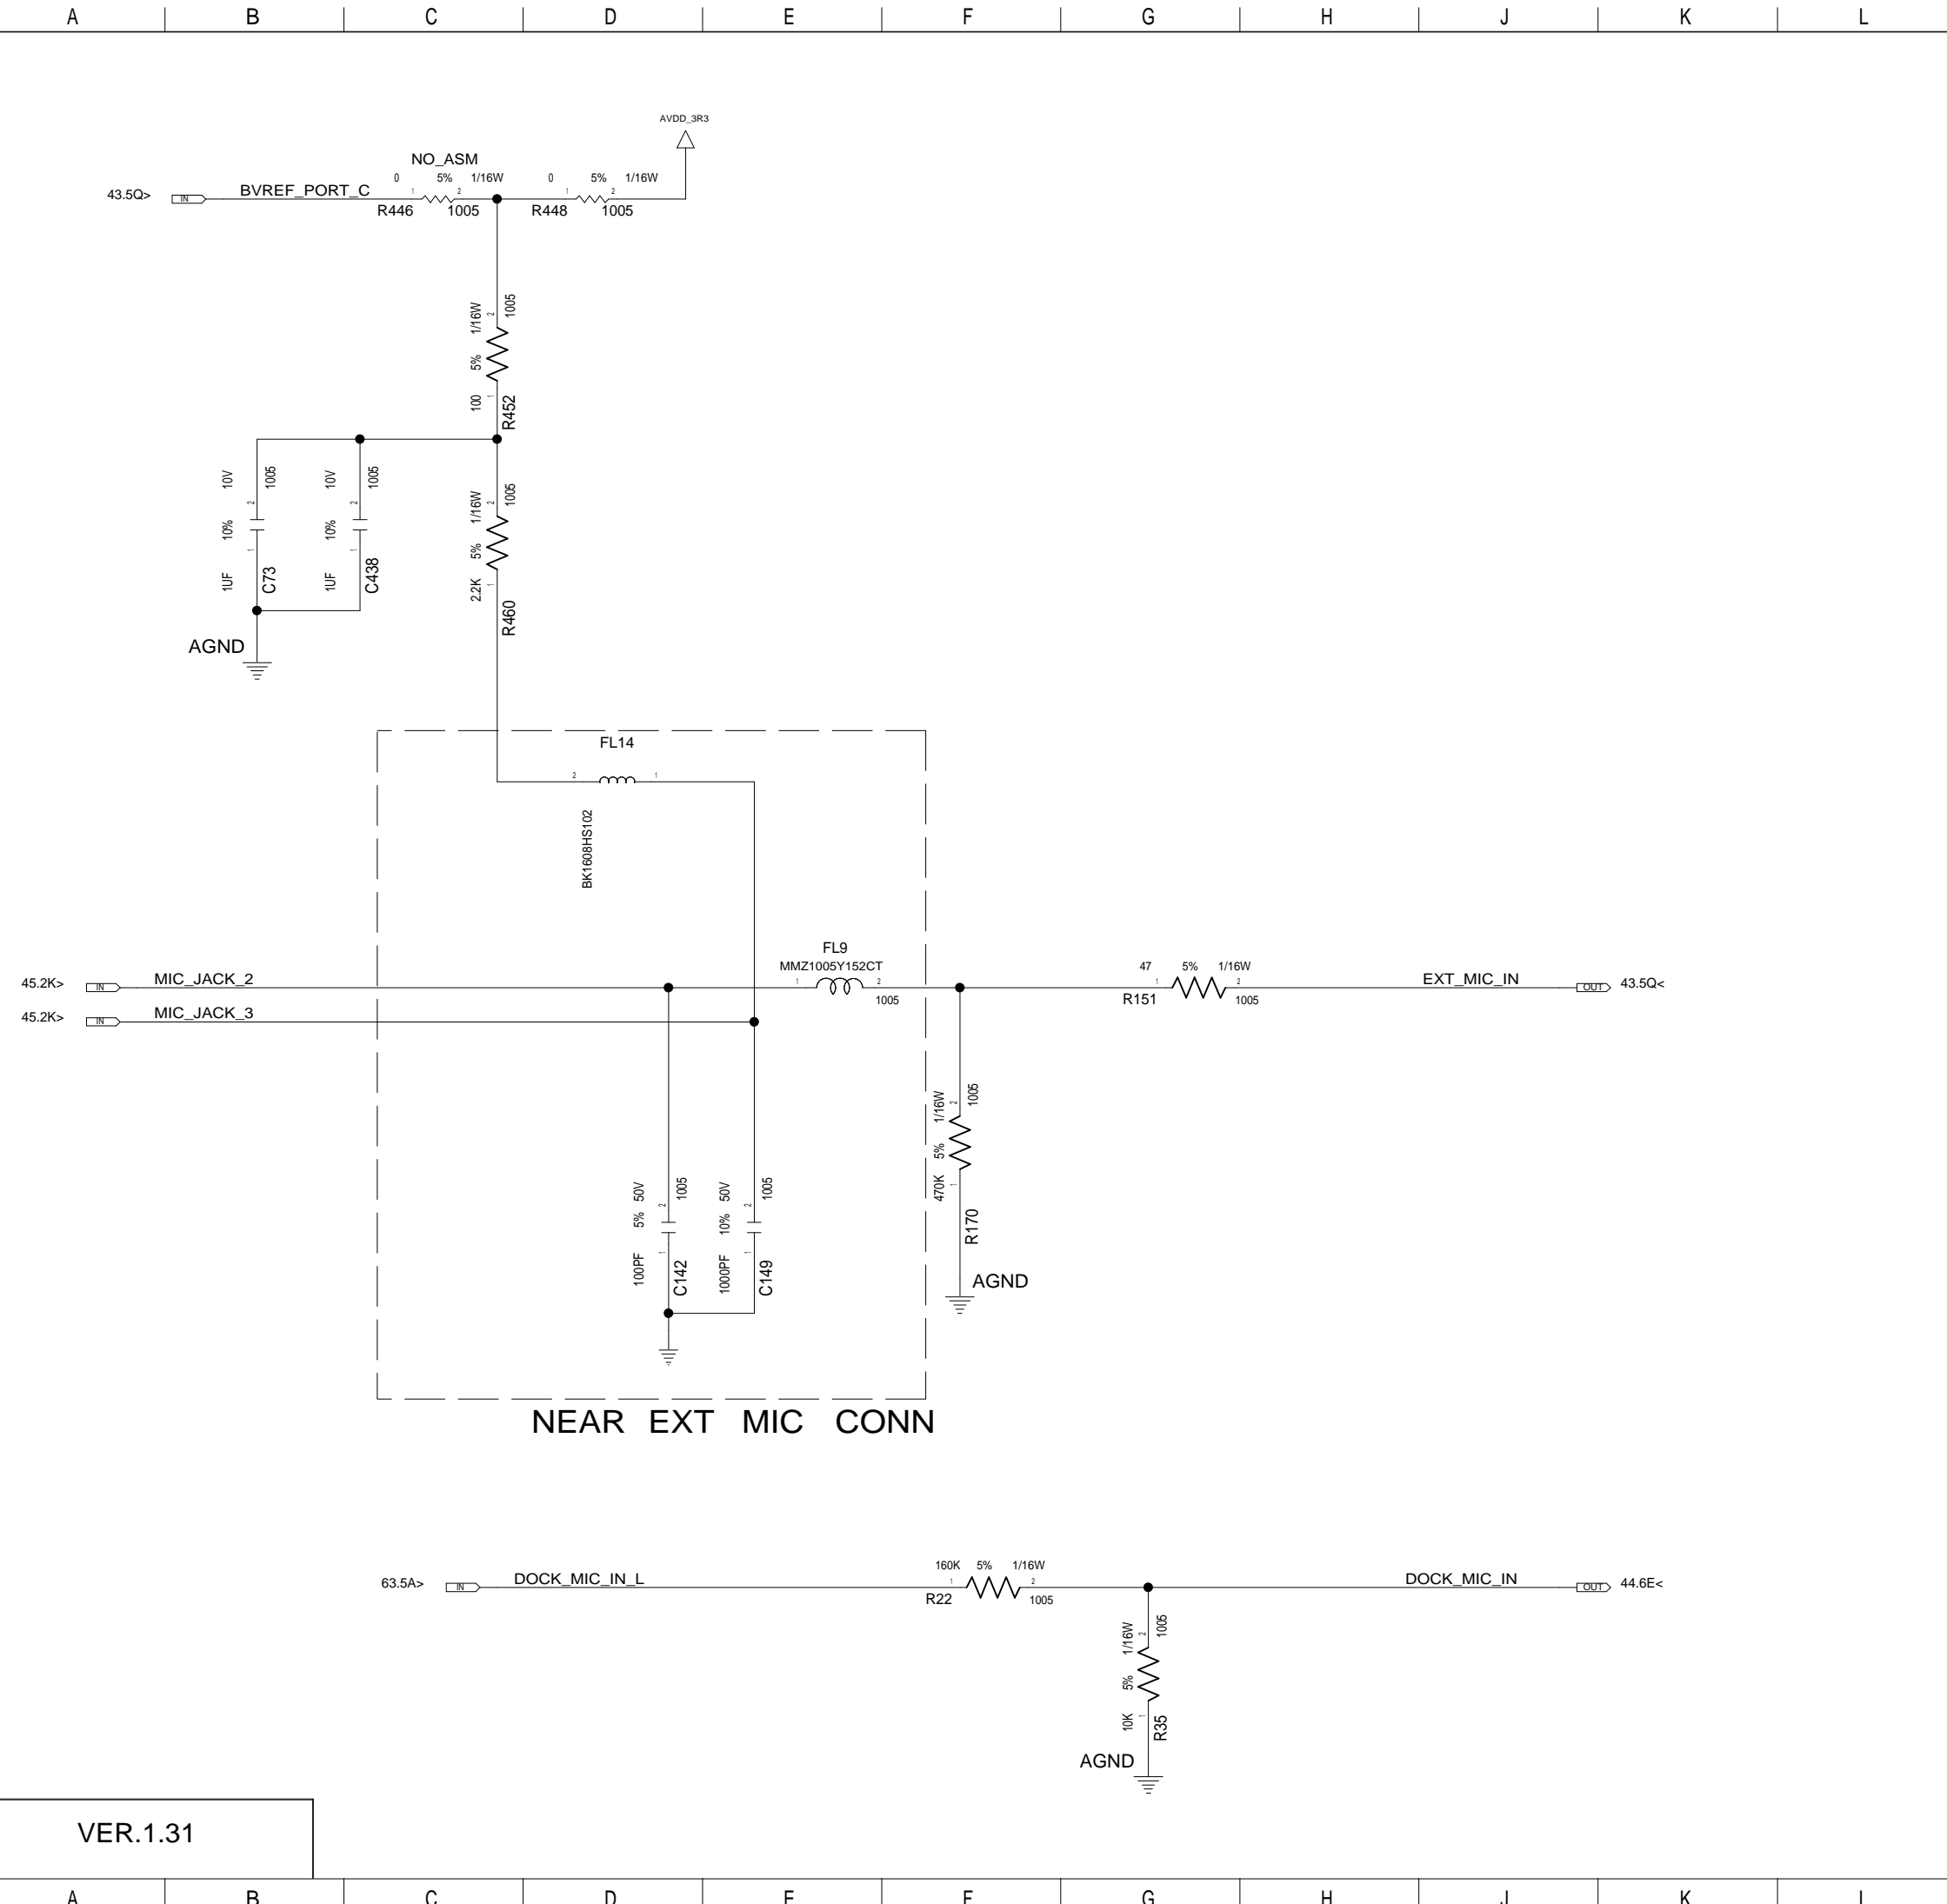 A B C D E F G H J K L
AVDD_3R3
NO_ASM
0 5% 1/16W 0 5% 1/16W
43.5Q> IN BVREF_PORT_C 1 2 1 2
R446 1005 R448 1005
100 5% 1/16W
1 2
R452 1005
1UF 10% 10V
1 2
C73 1005
1UF 10% 10V
1 2
C438 1005
2.2K 5% 1/16W
1 2
R460 1005
AGND
FL14
2 1
BK1608HS102
FL9
MMZ1005Y152CT
1 2
1005
47 5% 1/16W
1 2
R151 1005
45.2K> IN MIC_JACK_2
EXT_MIC_IN OUT 43.5Q<
45.2K> IN MIC_JACK_3
100PF 5% 50V
1 2
C142 1005
1000PF 10% 50V
1 2
C149 1005
470K 5% 1/16W
1 2
R170 1005
AGND
NEAR EXT MIC CONN
160K 5% 1/16W
63.5A> IN DOCK_MIC_IN_L 1 2 DOCK_MIC_IN OUT 44.6E<
R22 1005
10K 5% 1/16W
1 2
R35 1005
AGND
VER.1.31
A B C D E F G H J K L